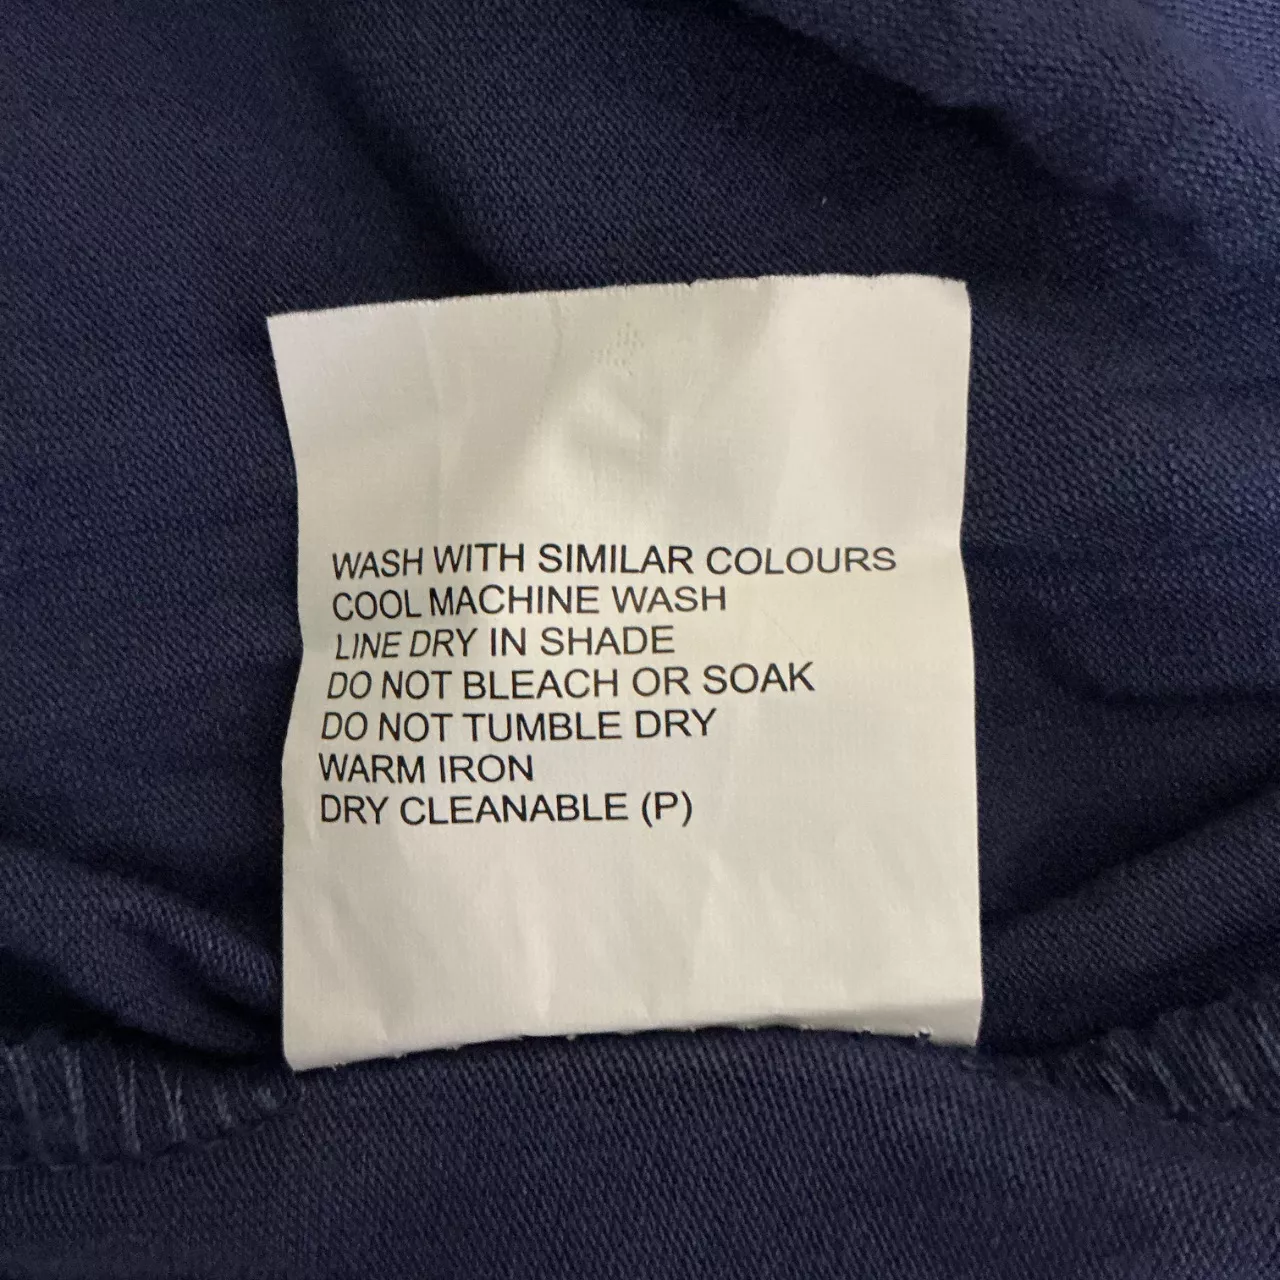 WASH WITH SIMILAR COLOURS
COOL MACHINE WASH
LINE DRY IN SHADE
DO NOT BLEACH OR SOAK
DO NOT TUMBLE DRY
WARM IRON
DRY CLEANABLE (P)